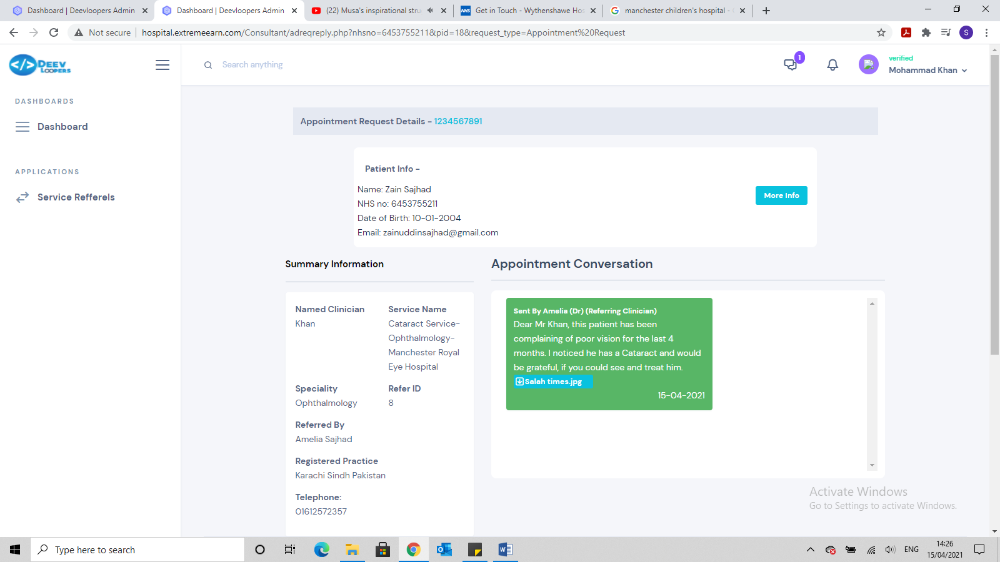 Dashboard | Deevloopers Admin
Dashboard | Deevloopers Admin
(22) Musa's inspirational stru
NHS Get in Touch - Wythenshawe Hos
manchester children's hospital -
Not secure
hospital.extremeearn.com/Consultant/adreqreply.php?nhsno=6453755211&pid=18&request_type=Appointment%20Request
S
</> DEEV LOOPERS
Search anything
1
verified
Mohammad Khan
DASHBOARDS
Dashboard
APPLICATIONS
Service Refferels
Appointment Request Details - 1234567891
Patient Info -
Name: Zain Sajhad
NHS no: 6453755211
Date of Birth: 10-01-2004
Email: zainuddinsajhad@gmail.com
More Info
Summary Information
Named Clinician
Khan
Service Name
Cataract Service-
Ophthalmology-
Manchester Royal
Eye Hospital
Speciality
Ophthalmology
Refer ID
8
Referred By
Amelia Sajhad
Registered Practice
Karachi Sindh Pakistan
Telephone:
01612572357
Appointment Conversation
Sent By Amelia (Dr) (Referring Clinician)
Dear Mr Khan, this patient has been
complaining of poor vision for the last 4
months. I noticed he has a Cataract and would
be grateful, if you could see and treat him.
Salah times.jpg
15-04-2021
Activate Windows
Go to Settings to activate Windows.
Type here to search
ENG
14:26
15/04/2021